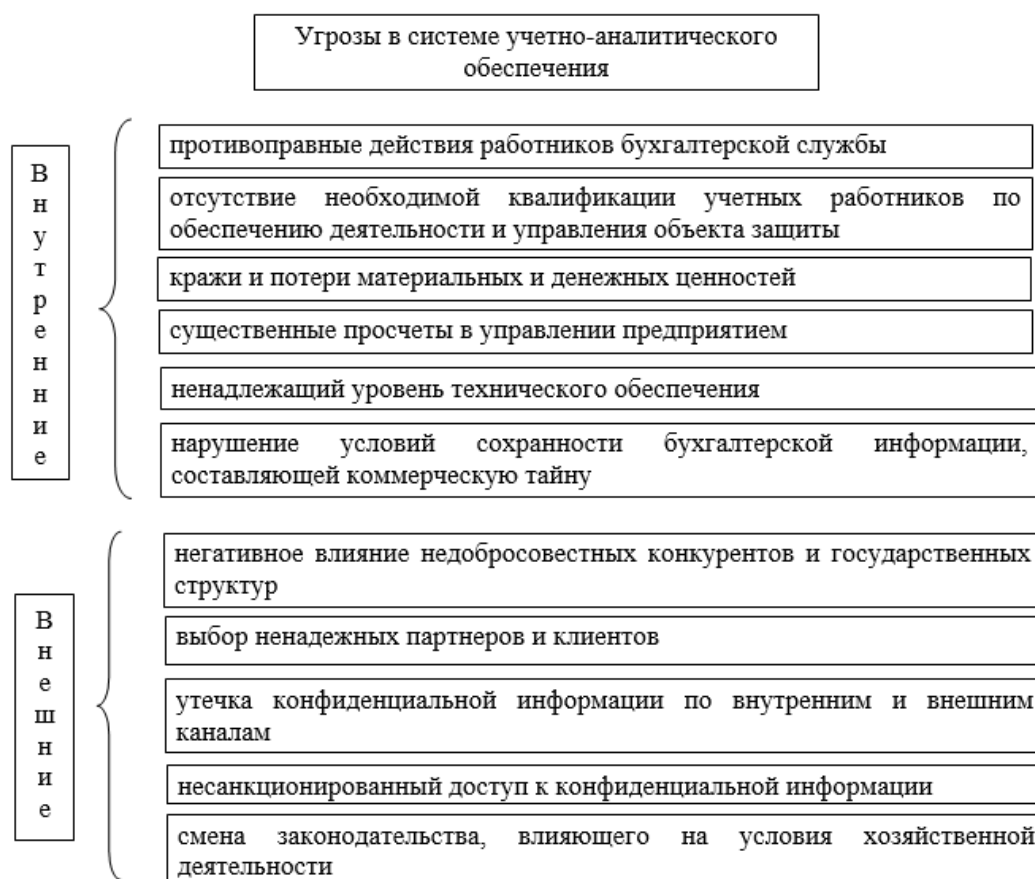 Угрозы в системе учетно-аналитического
обеспечения
Внутренние
противоправные действия работников бухгалтерской службы
отсутствие необходимой квалификации учетных работников по
обеспечению деятельности и управления объекта защиты
кражи и потери материальных и денежных ценностей
существенные просчеты в управлении предприятием
ненадлежащий уровень технического обеспечения
нарушение условий сохранности бухгалтерской информации,
составляющей коммерческую тайну
Внешние
негативное влияние недобросовестных конкурентов и государственных
структур
выбор ненадежных партнеров и клиентов
утечка конфиденциальной информации по внутренним и внешним
каналам
несанкционированный доступ к конфиденциальной информации
смена законодательства, влияющего на условия хозяйственной
деятельности